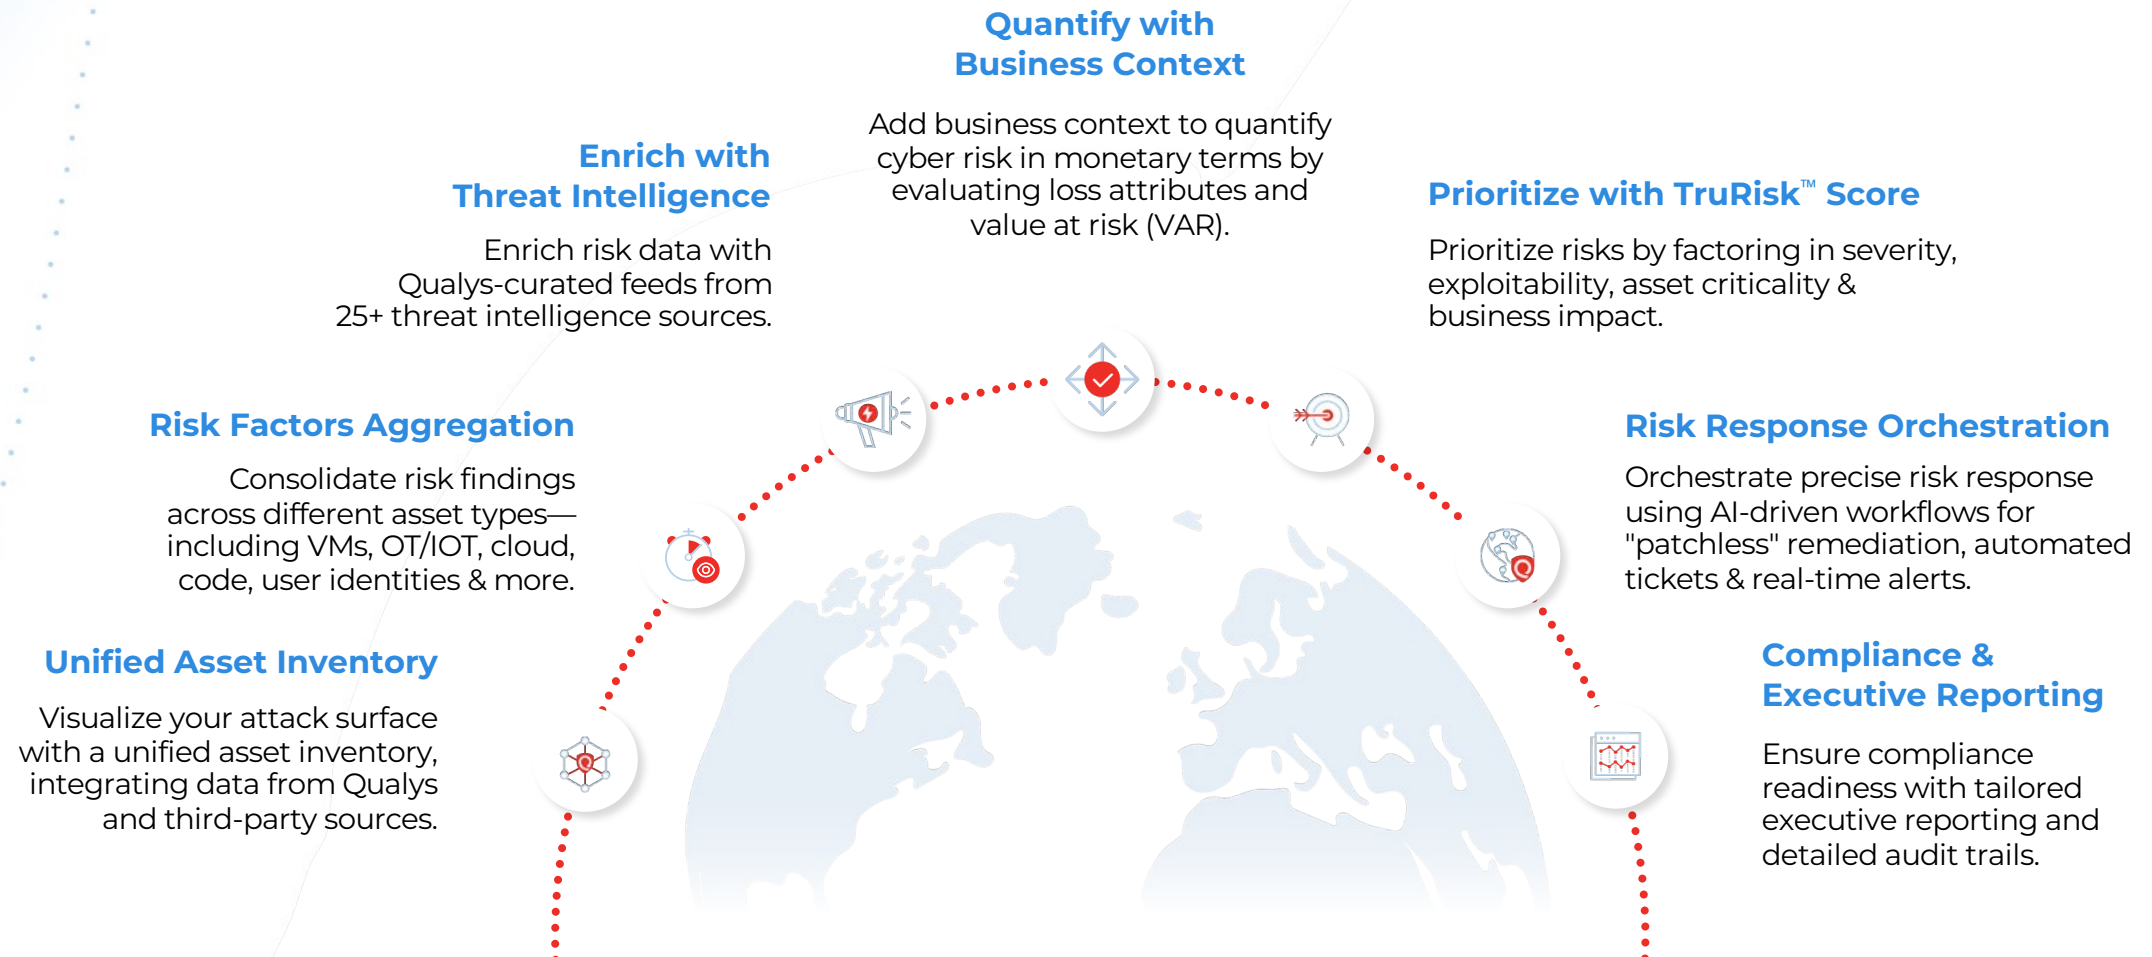 Quantify with
Business Context
Add business context to quantify
cyber risk in monetary terms by
evaluating loss attributes and
value at risk (VAR).
Enrich with
Threat Intelligence
Enrich risk data with
Qualys-curated feeds from
25+ threat intelligence sources.
Prioritize with TruRisk™ Score
Prioritize risks by factoring in severity,
exploitability, asset criticality &
business impact.
Risk Factors Aggregation
Consolidate risk findings
across different asset types—
including VMs, OT/IOT, cloud,
code, user identities & more.
Risk Response Orchestration
Orchestrate precise risk response
using AI-driven workflows for
"patchless" remediation, automated
tickets & real-time alerts.
Unified Asset Inventory
Visualize your attack surface
with a unified asset inventory,
integrating data from Qualys
and third-party sources.
Compliance &
Executive Reporting
Ensure compliance
readiness with tailored
executive reporting and
detailed audit trails.